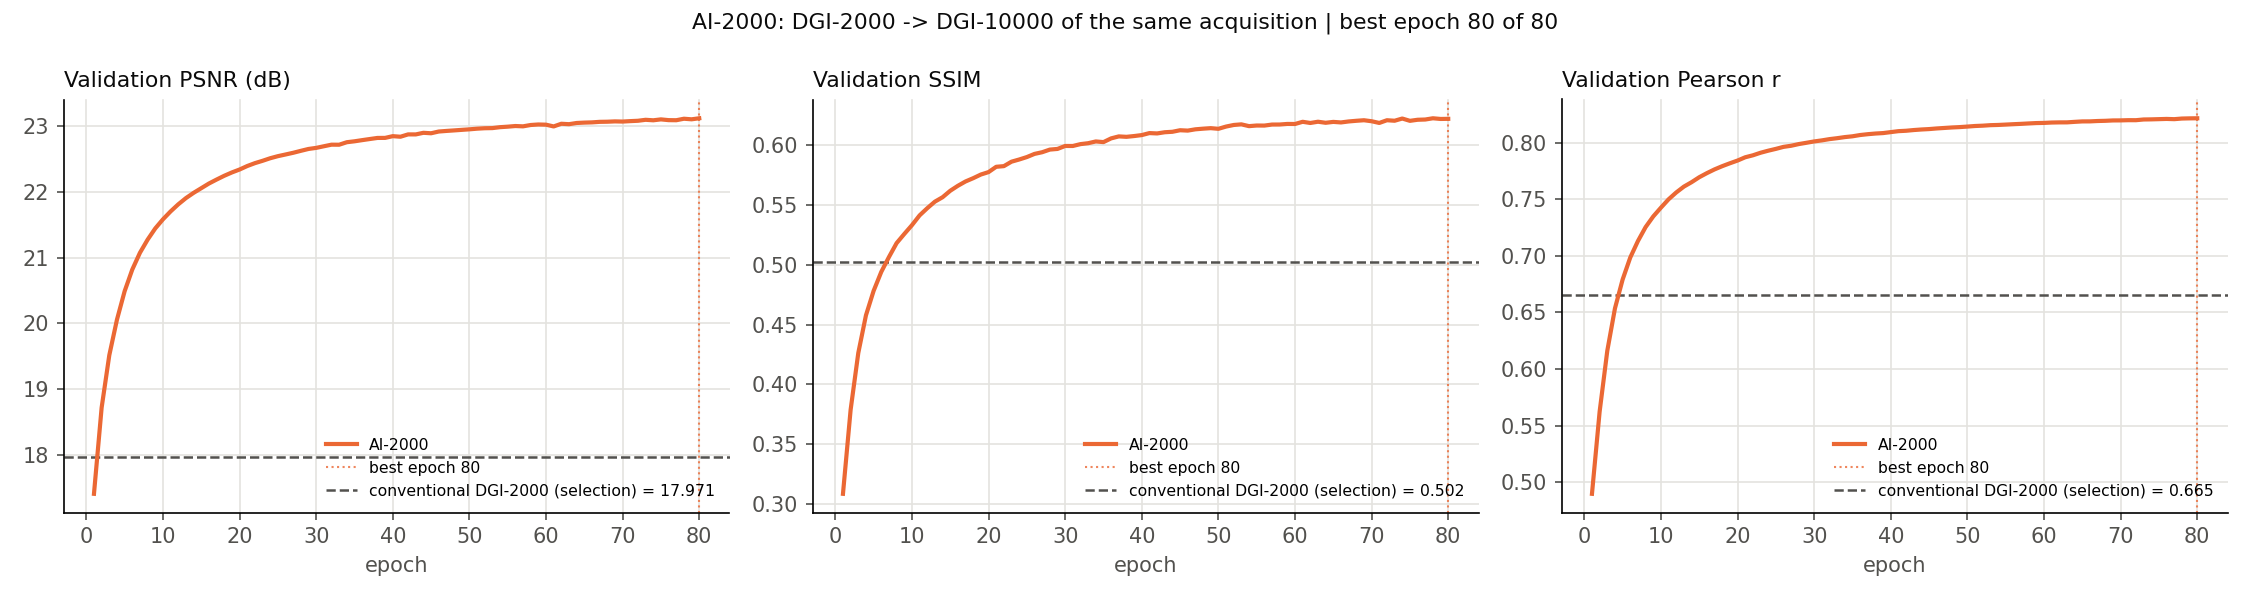 AI-2000: DGI-2000 -> DGI-10000 of the same acquisition | best epoch 80 of 80
Validation PSNR (dB)
23
22
21
20
19
18
AI-2000
best epoch 80
conventional DGI-2000 (selection) = 17.971
0 10 20 30 40 50 60 70 80
epoch
Validation SSIM
0.60
0.55
0.50
0.45
0.40
0.35
0.30
AI-2000
best epoch 80
conventional DGI-2000 (selection) = 0.502
0 10 20 30 40 50 60 70 80
epoch
Validation Pearson r
0.80
0.75
0.70
0.65
0.60
0.55
0.50
AI-2000
best epoch 80
conventional DGI-2000 (selection) = 0.665
0 10 20 30 40 50 60 70 80
epoch